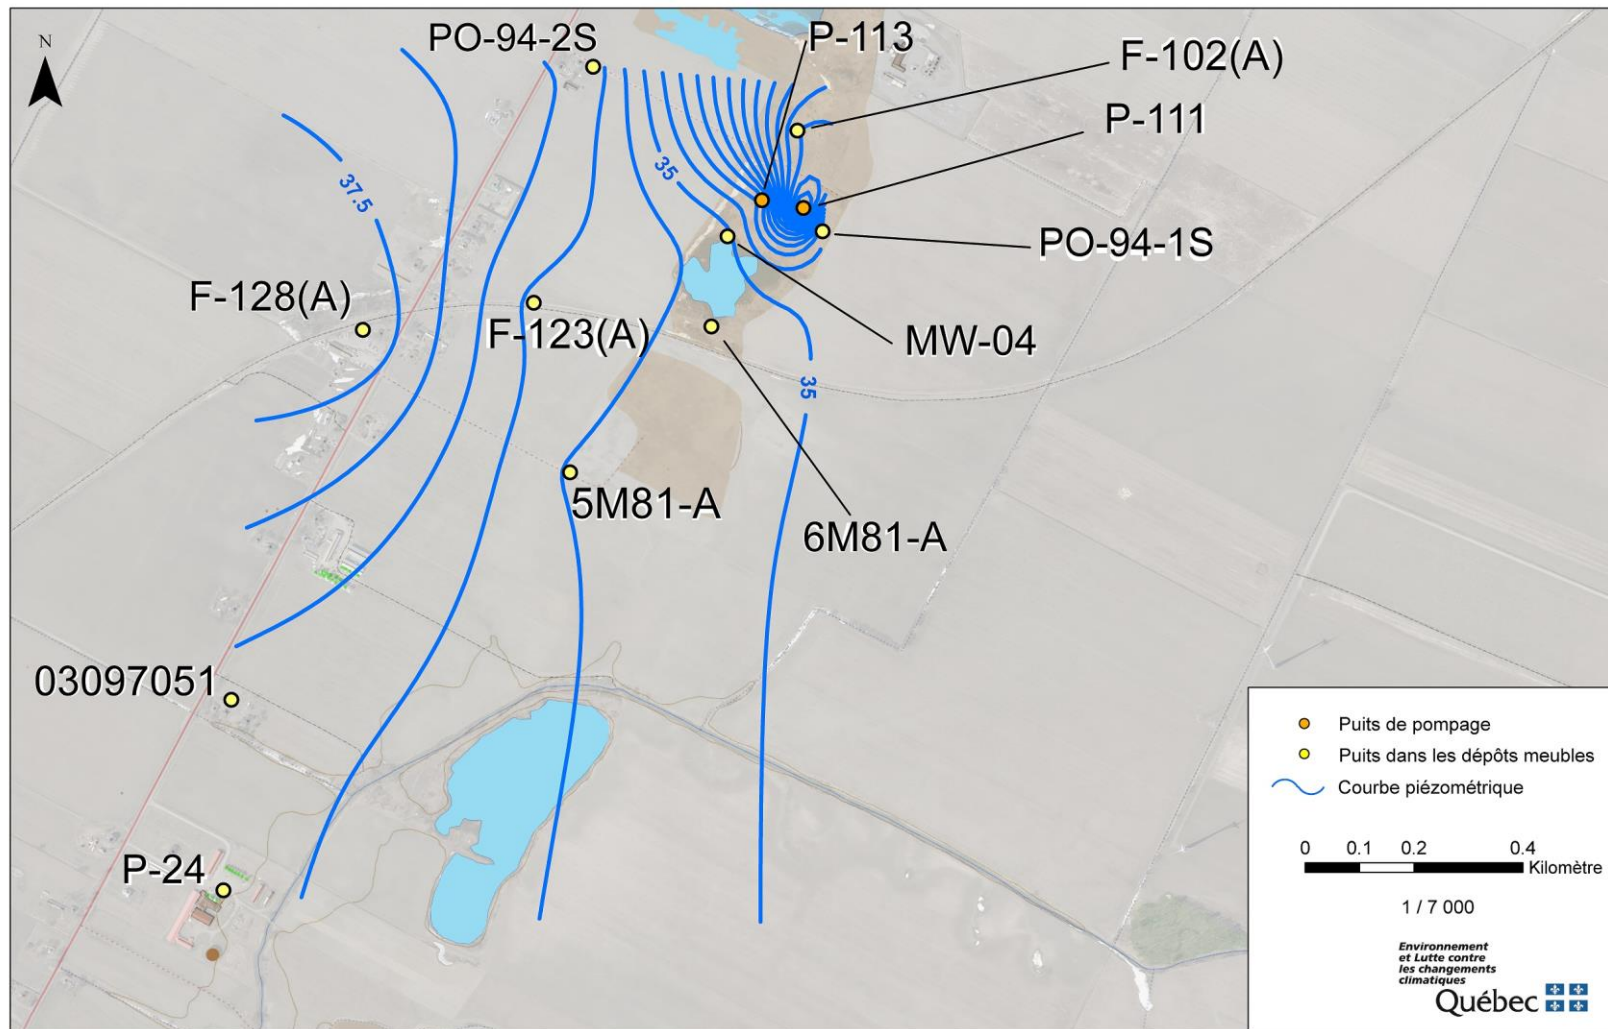 N
PO-94-2S
P-113
F-102(A)
P-111
35
37.5
PO-94-1S
F-128(A)
F-123(A)
MW-04
35
5M81-A
6M81-A
03097051
P-24
Puits de pompage
Puits dans les dépôts meubles
Courbe piézométrique
0 0.1 0.2 0.4
Kilomètre
1 / 7 000
Environnement
et Lutte contre
les changements
climatiques
Québec